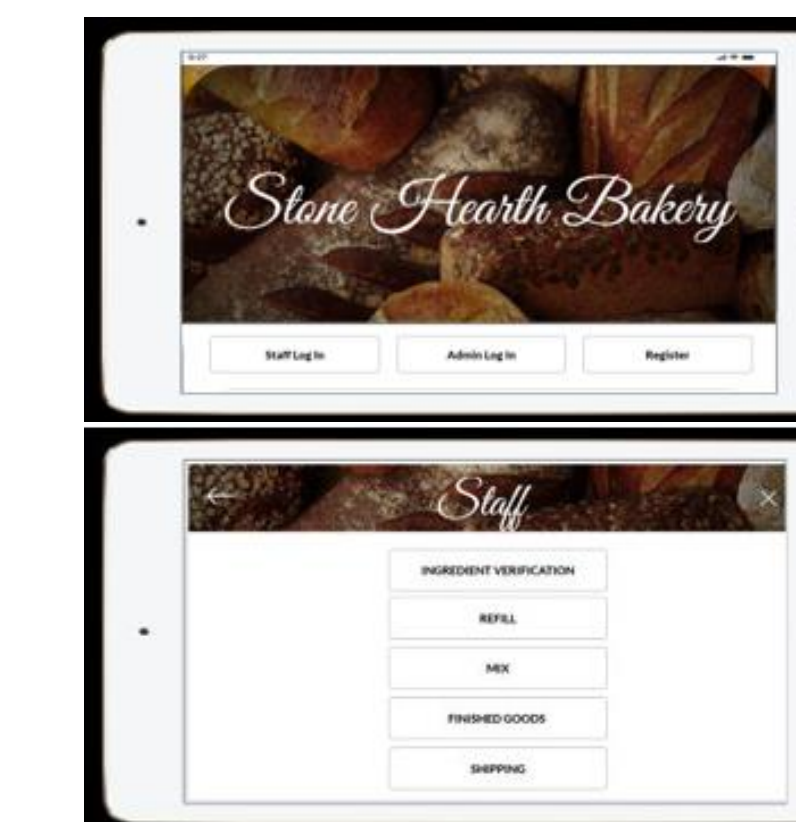 Stone Hearth Bakery
Staff Log In
Admin Log In
Register
Staff
INGREDIENT VERIFICATION
REFILL
MIX
FINISHED GOODS
SHIPPING